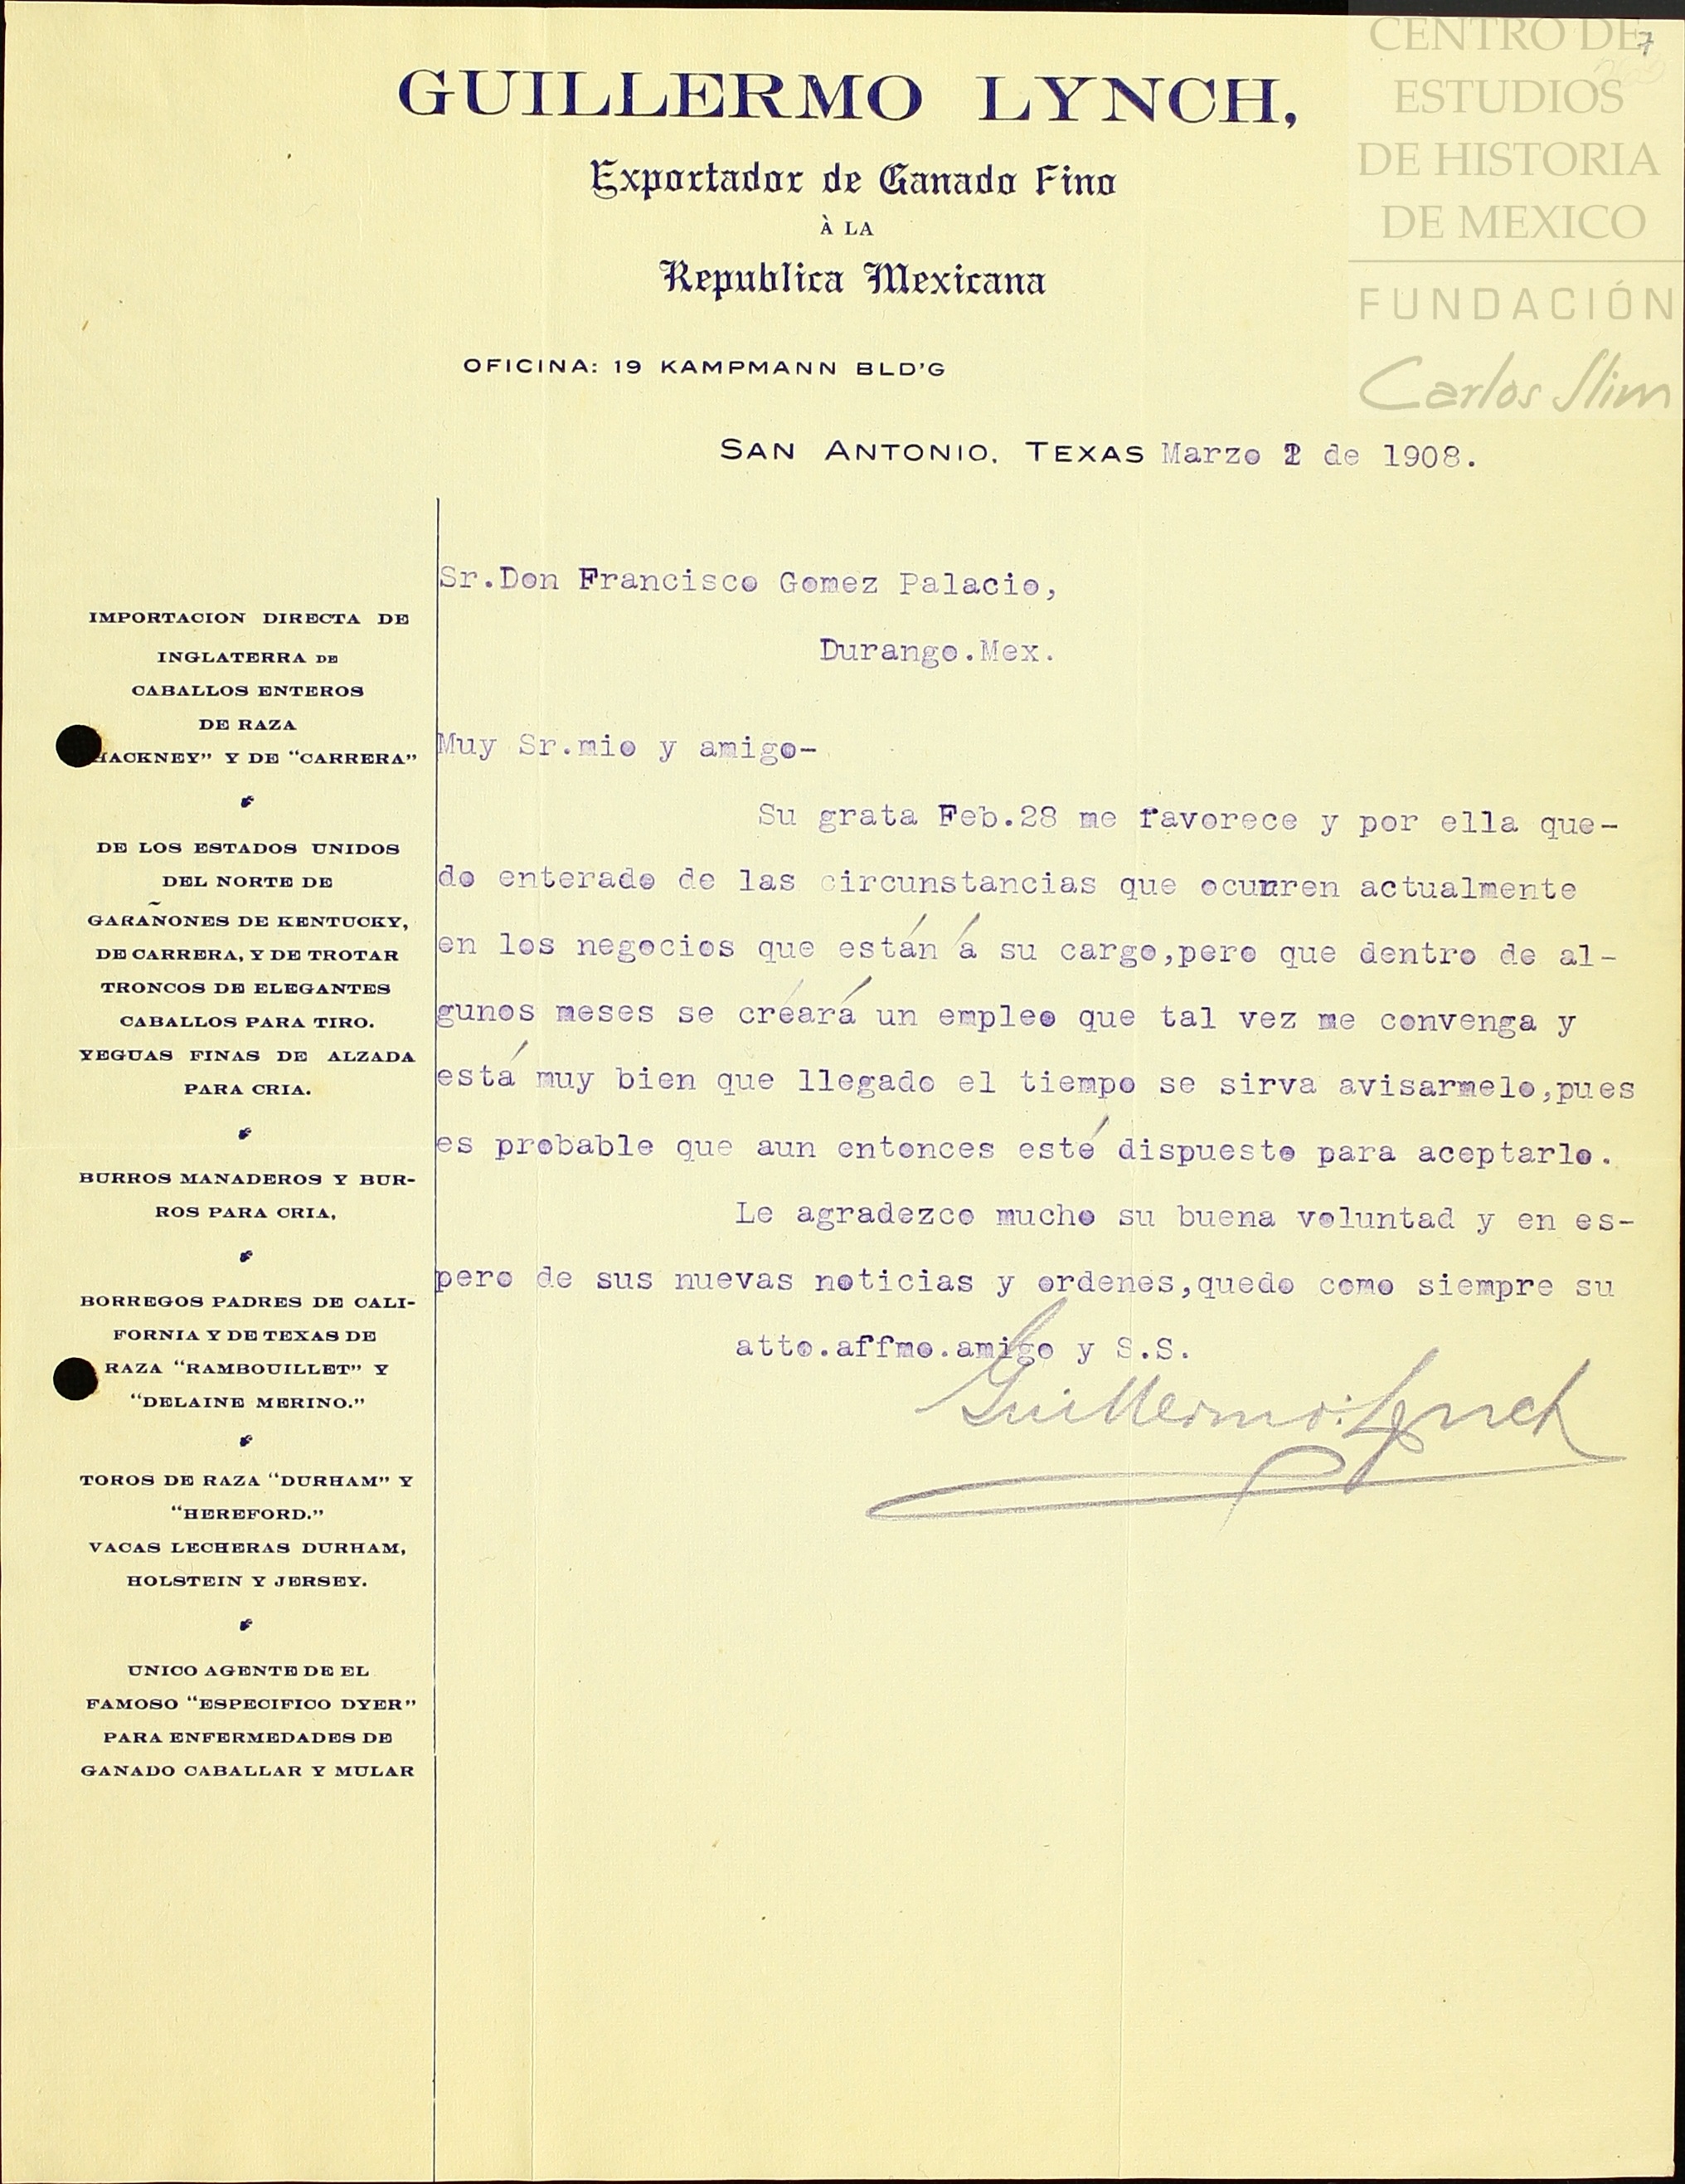 GUILLERMO LYNCH,
Exportador de Ganado Fino
À LA
Republica Mexicana
OFICINA: 19 KAMPMANN BLD'G
SAN ANTONIO, TEXAS Marzo de 1908.
CENTRO DE
ESTUDIOS
DE HISTORIA
DE MEXICO
FUNDACIÓN
Carlos Slim
7
IMPORTACION DIRECTA DE
INGLATERRA DE
CABALLOS ENTEROS
DE RAZA
HACKNEY” Y DE “CARRERA”
DE LOS ESTADOS UNIDOS
DEL NORTE DE
GARAÑONES DE KENTUCKY,
DE CARRERA, Y DE TROTAR
TRONCOS DE ELEGANTES
CABALLOS PARA TIRO.
YEGUAS FINAS DE ALZADA
PARA CRIA.
BURROS MANADEROS Y BUR-
ROS PARA CRIA,
BORREGOS PADRES DE CALI-
FORNIA Y DE TEXAS DE
RAZA “RAMBOUILLET” Y
“DELAINE MERINO.”
TOROS DE RAZA “DURHAM” Y
“HEREFORD.”
VACAS LECHERAS DURHAM,
HOLSTEIN Y JERSEY.
UNICO AGENTE DE EL
FAMOSO “ESPECIFICO DYER”
PARA ENFERMEDADES DE
GANADO CABALLAR Y MULAR
Sr.Don Francisco Gomez Palacio,
Durango.Mex.
Muy Sr.mio y amigo-
Su grata Feb.28 me favorece y por ella que-
do enterado de las circunstancias que ocurren actualmente
en los negocios que están á su cargo,pero que dentro de al-
gunos meses se créará un empleo que tal vez me convenga y
está muy bien que llegado el tiempo se sirva avisarmelo,pues
es probable que aun entonces esté dispuesto para aceptarlo.
Le agradezco mucho su buena voluntad y en es-
pero de sus nuevas noticias y ordenes,quedo como siempre su
atto.affmo.amigo y S.S.
Guillermo Lynch